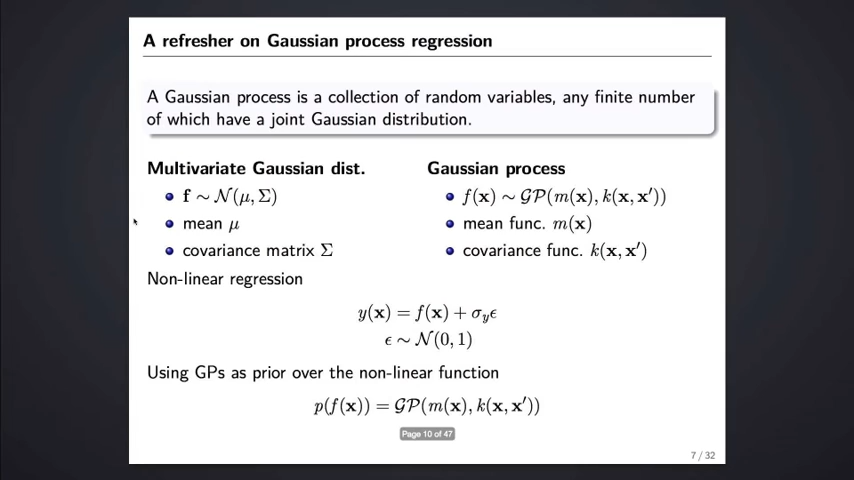 A refresher on Gaussian process regression
A Gaussian process is a collection of random variables, any finite number
of which have a joint Gaussian distribution.
Multivariate Gaussian dist.
f ∼ 𝒩(μ, Σ)
mean μ
covariance matrix Σ
Gaussian process
f(x) ∼ 𝒢𝒫(m(x), k(x, x′))
mean func. m(x)
covariance func. k(x, x′)
Non-linear regression
y(x) = f(x) + σ_yϵ
ϵ ∼ 𝒩(0, 1)
Using GPs as prior over the non-linear function
p(f(x)) = 𝒢𝒫(m(x), k(x, x′))
Page 10 of 47
7 / 32